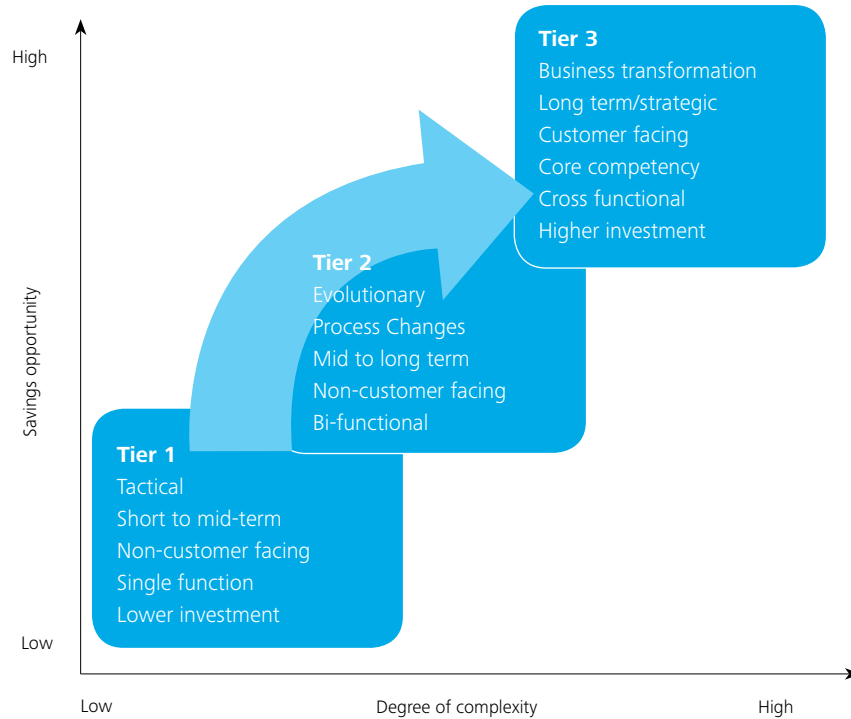 High
Tier 3
Business transformation
Long term/strategic
Customer facing
Core competency
Cross functional
Higher investment
Tier 2
Evolutionary
Process Changes
Mid to long term
Non-customer facing
Bi-functional
Savings opportunity
Tier 1
Tactical
Short to mid-term
Non-customer facing
Single function
Lower investment
Low
Low
Degree of complexity
High